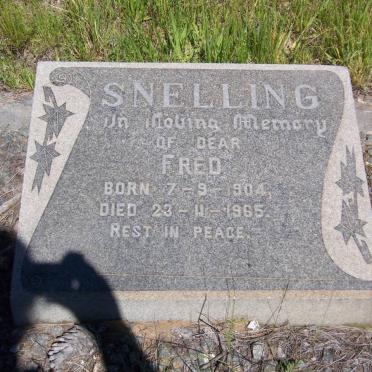 SNELLING
In Loving Memory
OF DEAR
FRED
BORN 7-9-1904.
DIED 23-11-1965.
REST IN PEACE.